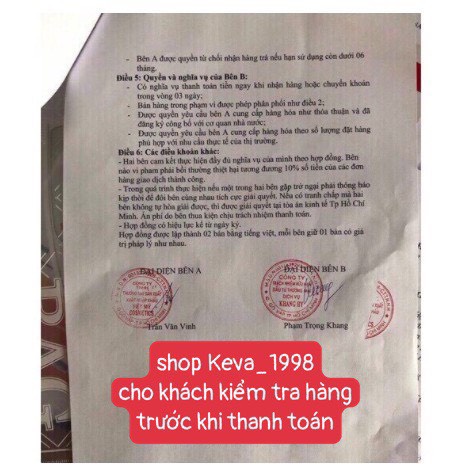 - Bên A được quyền từ chối nhận hàng trả nếu hạn sử dụng còn dưới 06
tháng.
Điều 5: Quyền và nghĩa vụ của Bên B:
- Có nghĩa vụ thanh toán tiền ngay khi nhận hàng hoặc chuyển khoản
trong vòng 03 ngày;
- Bán hàng trong phạm vi được phép phân phối như điều 2;
- Được quyền yêu cầu bên A cung cấp hàng hóa như thỏa thuận và đã
đăng ký công bố với cơ quan nhà nước;
- Được quyền yêu cầu bên A cung cấp hàng hóa theo số lượng đặt hàng
phù hợp với nhu cầu thực tế của thị trường.
Điều 6: Các điều khoản khác:
- Hai bên cam kết thực hiện đầy đủ nghĩa vụ của mình theo hợp đồng. Bên
nào vi phạm phải bồi thường thiệt hại tương đương 10% số tiền của các đơn
hàng giao dịch thành công.
- Trong quá trình thực hiện nếu một trong hai bên gặp trở ngại phải thông báo
kịp thời để đôi bên cùng nhau tích cực giải quyết. Nếu có tranh chấp mà hai
bên không tự hòa giải được, thì được giải quyết tại tòa án kinh tế Tp Hồ Chí
Minh. Án phí do bên thua kiện chịu trách nhiệm thanh toán.
- Hợp đồng có hiệu lực kể từ ngày ký.
Hợp đồng được lập thành 02 bản bằng tiếng việt, mỗi bên giữ 01 bản có giá
trị pháp lý như nhau.
ĐẠI DIỆN BÊN A ĐẠI DIỆN BÊN B
CÔNG TY CÔNG TY
DỊCH VỤ
COSMETICS KHANG HY
Trần Văn Vinh Phạm Trọng Khang
shop Keva_1998
cho khách kiểm tra hàng
trước khi thanh toán